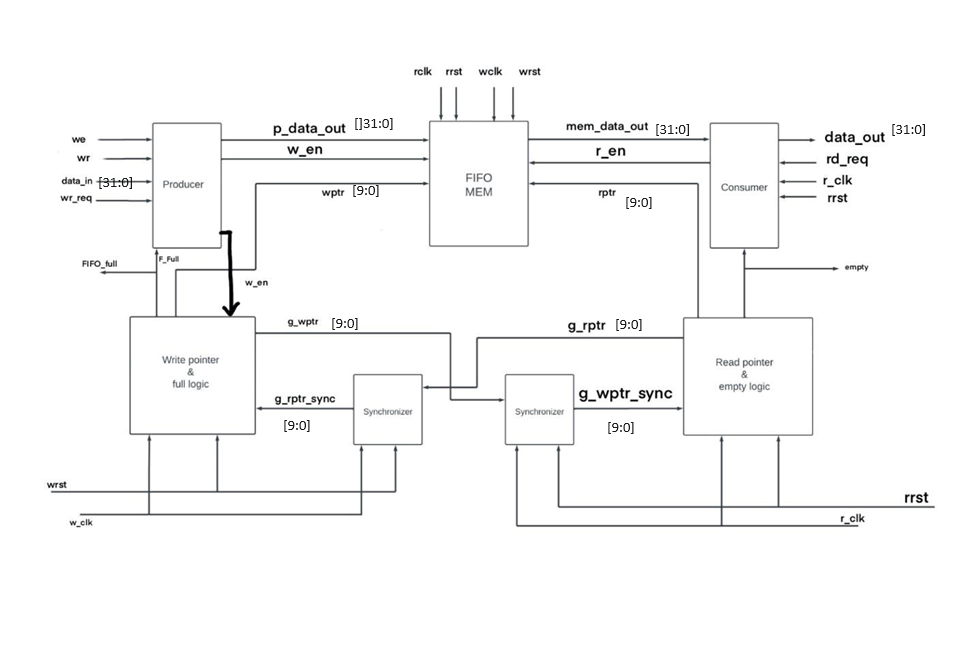 rclk rrst wclk wrst
we
wr
data_in [31:0]
wr_req
Producer
p_data_out []31:0]
w_en
wptr [9:0]
FIFO
MEM
mem_data_out [31:0]
r_en
rptr
[9:0]
Consumer
data_out [31:0]
rd_req
r_clk
rrst
FIFO_full
F_Full
w_en
empty
Write pointer
&
full logic
g_wptr [9:0]
g_rptr [9:0]
g_rptr_sync
[9:0]
Synchronizer
Synchronizer
g_wptr_sync
[9:0]
Read pointer
&
empty logic
wrst
w_clk
rrst
r_clk